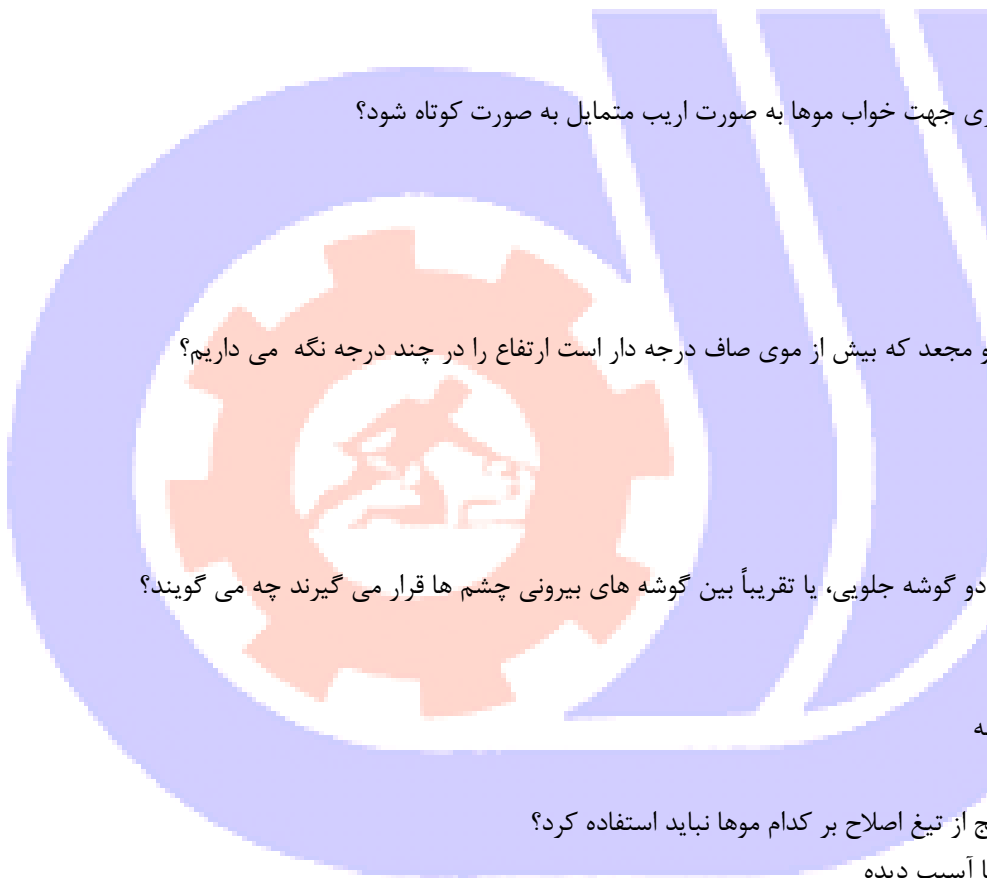 جهت خواب موها به صورت اریب متمایل به صورت کوتاه شود؟
و مجعد که بیش از موی صاف درجه دار است ارتفاع را در چند درجه نگه می داریم؟
دو گوشه جلویی، یا تقریباً بین گوشه های بیرونی چشم ها قرار می گیرند چه می گویند؟
از تیغ اصلاح بر کدام موها نباید استفاده کرد؟
آسیب دیده